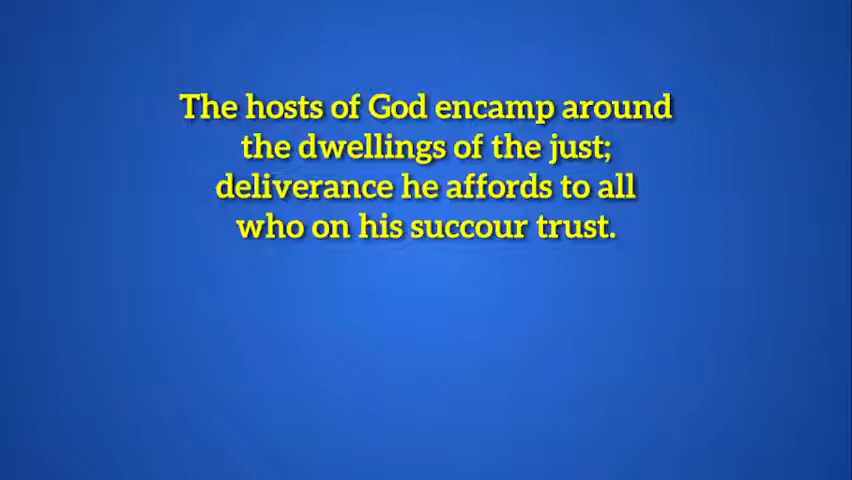 The hosts of God encamp around
the dwellings of the just;
deliverance he affords to all
who on his succour trust.